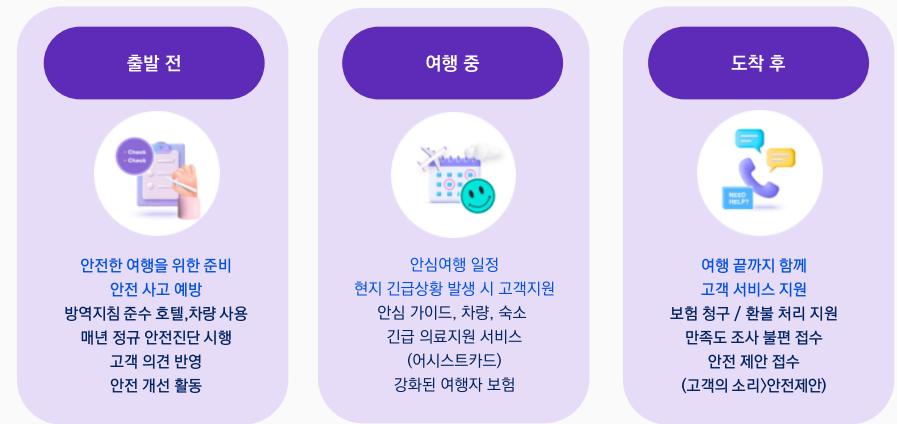 출발 전
- Check
- Check
안전한 여행을 위한 준비
안전 사고 예방
방역지침 준수 호텔,차량 사용
매년 정규 안전진단 시행
고객 의견 반영
안전 개선 활동
여행 중
안심여행 일정
현지 긴급상황 발생 시 고객지원
안심 가이드, 차량, 숙소
긴급 의료지원 서비스
(어시스트카드)
강화된 여행자 보험
도착 후
NEED
HELP?
여행 끝까지 함께
고객 서비스 지원
보험 청구 / 환불 처리 지원
만족도 조사 불편 접수
안전 제안 접수
(고객의 소리>안전제안)